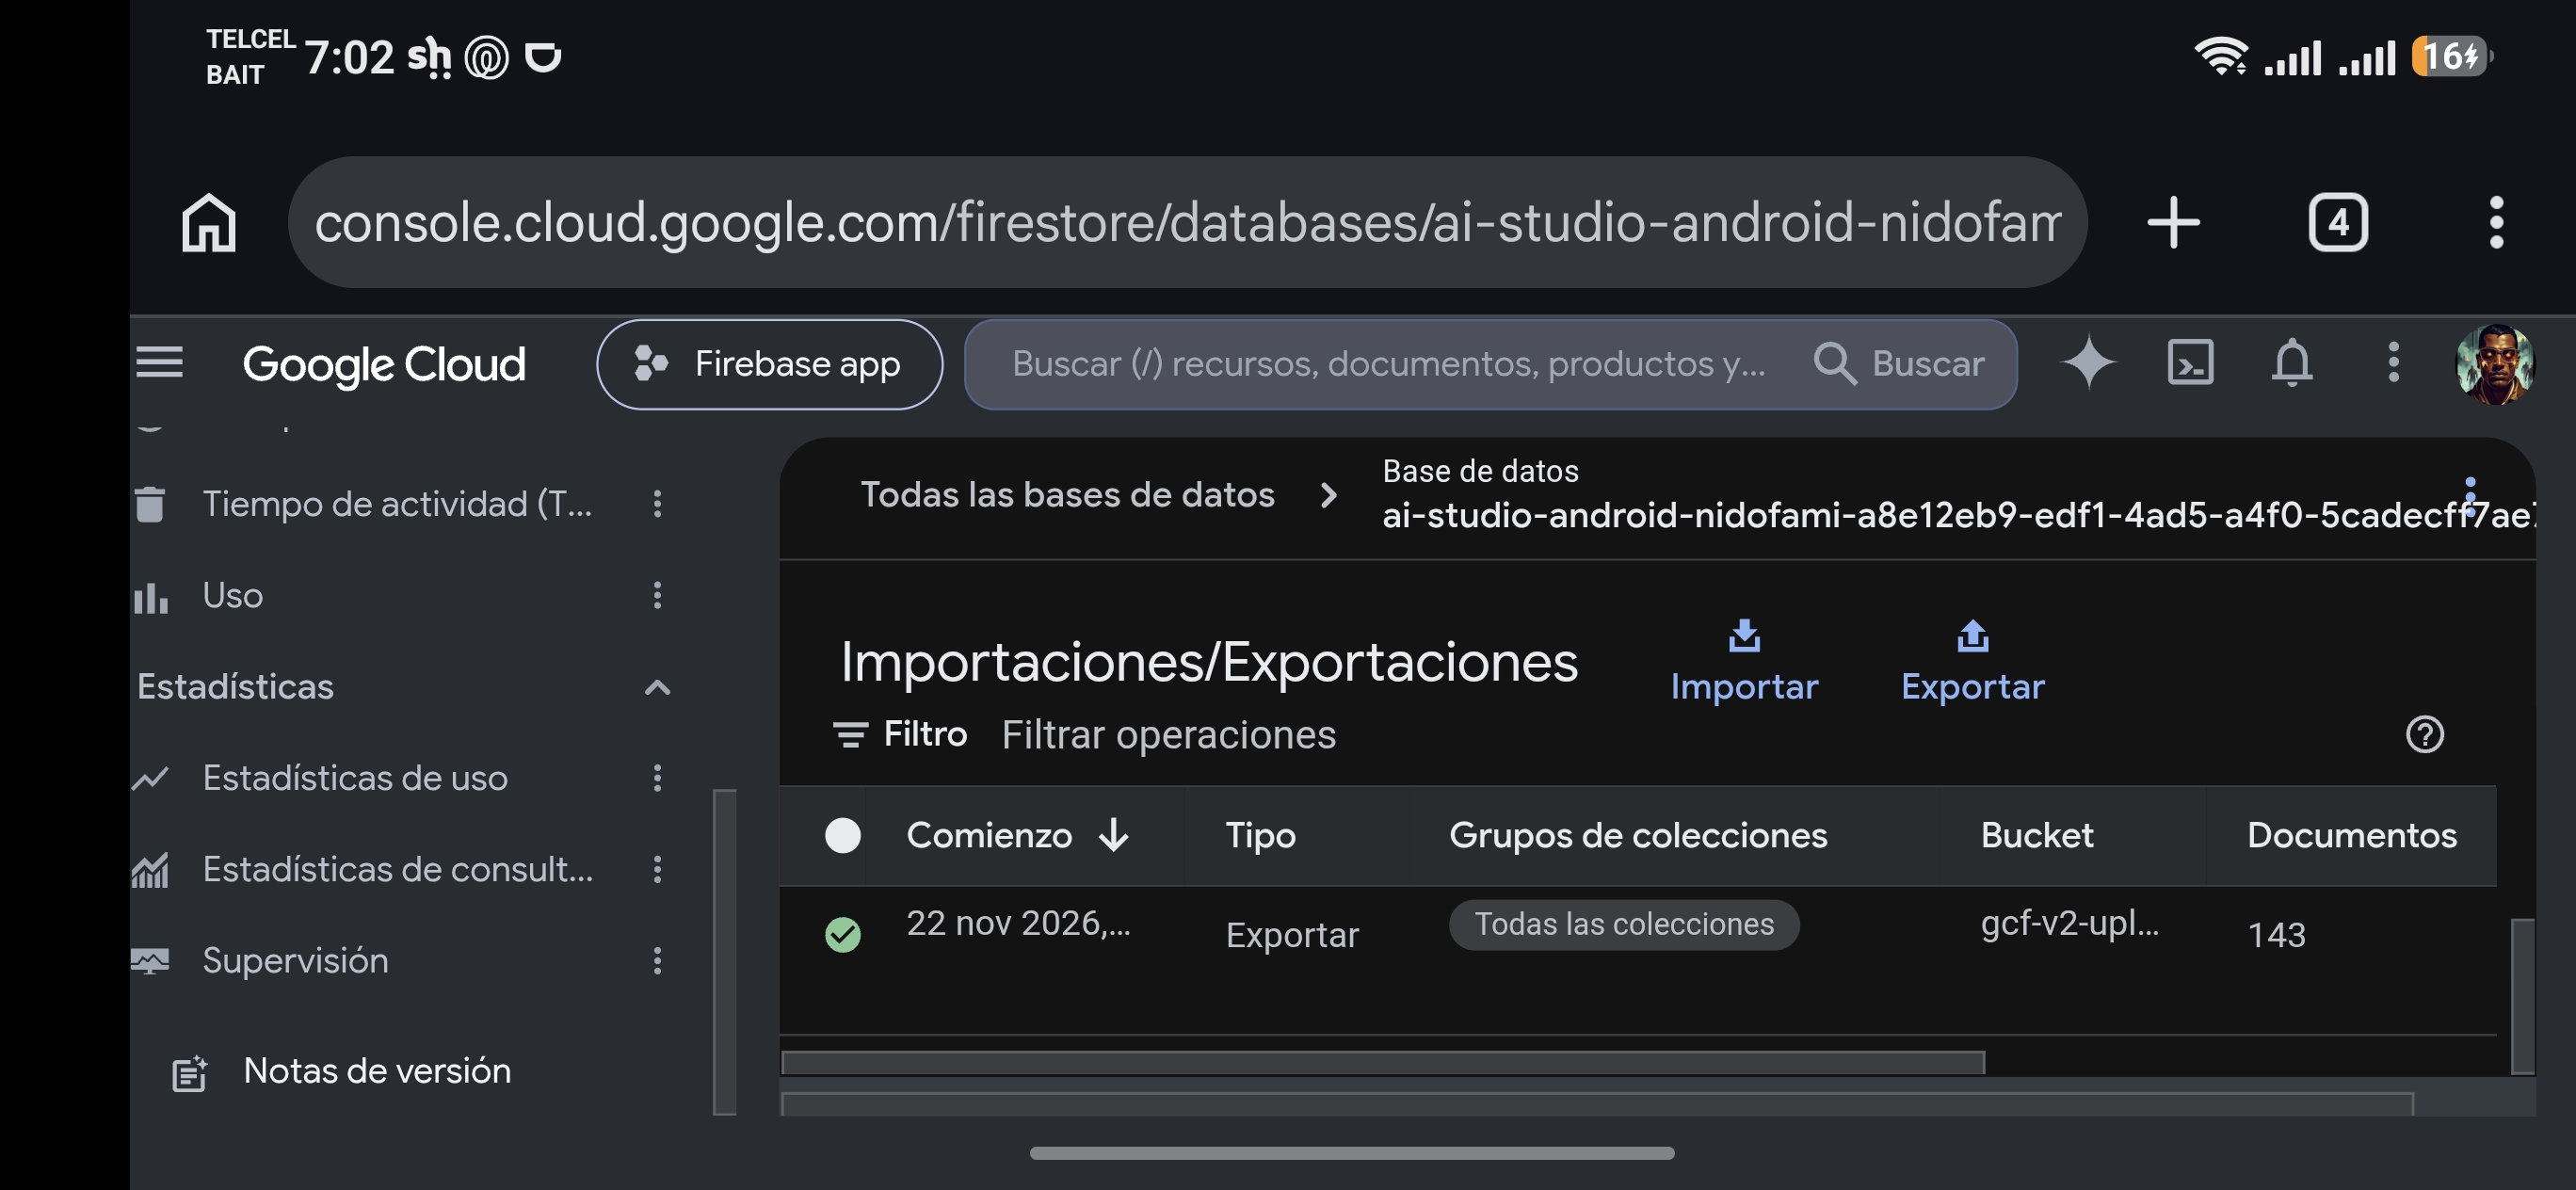 TELCEL
BAIT
7:02
16
console.cloud.google.com/firestore/databases/ai-studio-android-nidofam
4
Google Cloud
Firebase app
Buscar (/) recursos, documentos, productos y...
Buscar
Tiempo de actividad (T...
Uso
Estadísticas
Estadísticas de uso
Estadísticas de consult...
Supervisión
Notas de versión
Todas las bases de datos
Base de datos
ai-studio-android-nidofami-a8e12eb9-edf1-4ad5-a4f0-5cadecff7ae
Importaciones/Exportaciones
Importar
Exportar
Filtro Filtrar operaciones
Comienzo Tipo Grupos de colecciones Bucket Documentos
22 nov 2026,... Exportar Todas las colecciones gcf-v2-upl... 143